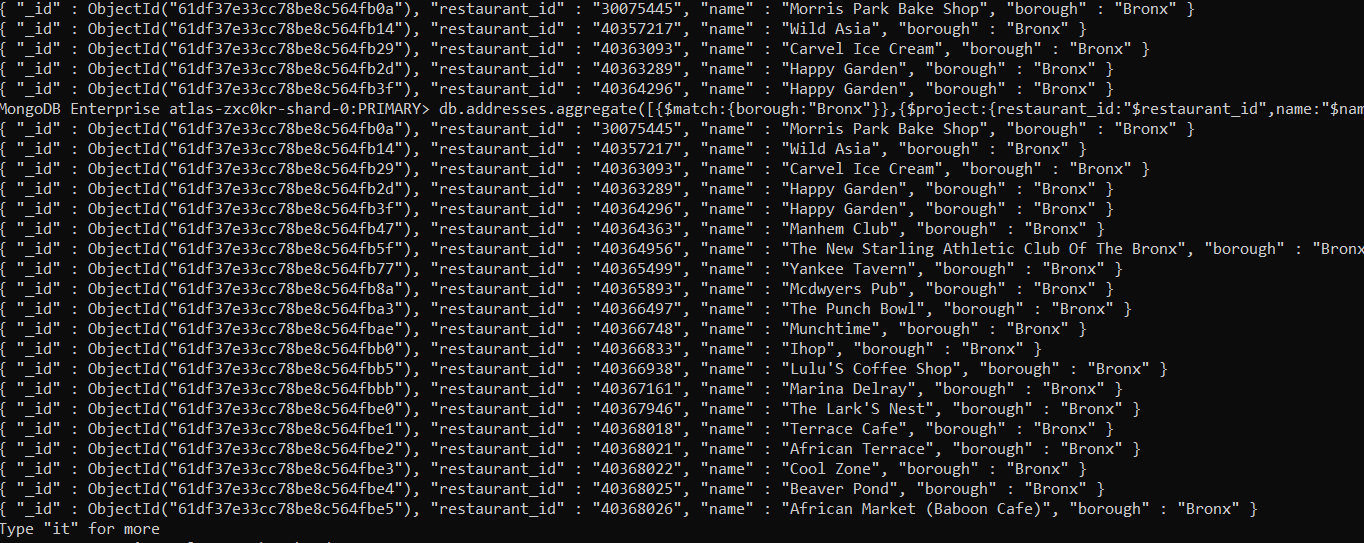 { "_id" : ObjectId("61df37e33cc78be8c564fb0a"), "restaurant_id" : "30075445", "name" : "Morris Park Bake Shop", "borough" : "Bronx" }
{ "_id" : ObjectId("61df37e33cc78be8c564fb14"), "restaurant_id" : "40357217", "name" : "Wild Asia", "borough" : "Bronx" }
{ "_id" : ObjectId("61df37e33cc78be8c564fb29"), "restaurant_id" : "40363093", "name" : "Carvel Ice Cream", "borough" : "Bronx" }
{ "_id" : ObjectId("61df37e33cc78be8c564fb2d"), "restaurant_id" : "40363289", "name" : "Happy Garden", "borough" : "Bronx" }
{ "_id" : ObjectId("61df37e33cc78be8c564fb3f"), "restaurant_id" : "40364296", "name" : "Happy Garden", "borough" : "Bronx" }
MongoDB Enterprise atlas-zxc0kr-shard-0:PRIMARY> db.addresses.aggregate([{$match:{borough:"Bronx"}},{$project:{restaurant_id:"$restaurant_id",name:"$nam
{ "_id" : ObjectId("61df37e33cc78be8c564fb0a"), "restaurant_id" : "30075445", "name" : "Morris Park Bake Shop", "borough" : "Bronx" }
{ "_id" : ObjectId("61df37e33cc78be8c564fb14"), "restaurant_id" : "40357217", "name" : "Wild Asia", "borough" : "Bronx" }
{ "_id" : ObjectId("61df37e33cc78be8c564fb29"), "restaurant_id" : "40363093", "name" : "Carvel Ice Cream", "borough" : "Bronx" }
{ "_id" : ObjectId("61df37e33cc78be8c564fb2d"), "restaurant_id" : "40363289", "name" : "Happy Garden", "borough" : "Bronx" }
{ "_id" : ObjectId("61df37e33cc78be8c564fb3f"), "restaurant_id" : "40364296", "name" : "Happy Garden", "borough" : "Bronx" }
{ "_id" : ObjectId("61df37e33cc78be8c564fb47"), "restaurant_id" : "40364363", "name" : "Manhem Club", "borough" : "Bronx" }
{ "_id" : ObjectId("61df37e33cc78be8c564fb5f"), "restaurant_id" : "40364956", "name" : "The New Starling Athletic Club Of The Bronx", "borough" : "Bronx
{ "_id" : ObjectId("61df37e33cc78be8c564fb77"), "restaurant_id" : "40365499", "name" : "Yankee Tavern", "borough" : "Bronx" }
{ "_id" : ObjectId("61df37e33cc78be8c564fb8a"), "restaurant_id" : "40365893", "name" : "Mcdwyers Pub", "borough" : "Bronx" }
{ "_id" : ObjectId("61df37e33cc78be8c564fba3"), "restaurant_id" : "40366497", "name" : "The Punch Bowl", "borough" : "Bronx" }
{ "_id" : ObjectId("61df37e33cc78be8c564fbae"), "restaurant_id" : "40366748", "name" : "Munchtime", "borough" : "Bronx" }
{ "_id" : ObjectId("61df37e33cc78be8c564fbb0"), "restaurant_id" : "40366833", "name" : "Ihop", "borough" : "Bronx" }
{ "_id" : ObjectId("61df37e33cc78be8c564fbb5"), "restaurant_id" : "40366938", "name" : "Lulu'S Coffee Shop", "borough" : "Bronx" }
{ "_id" : ObjectId("61df37e33cc78be8c564fbbb"), "restaurant_id" : "40367161", "name" : "Marina Delray", "borough" : "Bronx" }
{ "_id" : ObjectId("61df37e33cc78be8c564fbe0"), "restaurant_id" : "40367946", "name" : "The Lark'S Nest", "borough" : "Bronx" }
{ "_id" : ObjectId("61df37e33cc78be8c564fbe1"), "restaurant_id" : "40368018", "name" : "Terrace Cafe", "borough" : "Bronx" }
{ "_id" : ObjectId("61df37e33cc78be8c564fbe2"), "restaurant_id" : "40368021", "name" : "African Terrace", "borough" : "Bronx" }
{ "_id" : ObjectId("61df37e33cc78be8c564fbe3"), "restaurant_id" : "40368022", "name" : "Cool Zone", "borough" : "Bronx" }
{ "_id" : ObjectId("61df37e33cc78be8c564fbe4"), "restaurant_id" : "40368025", "name" : "Beaver Pond", "borough" : "Bronx" }
{ "_id" : ObjectId("61df37e33cc78be8c564fbe5"), "restaurant_id" : "40368026", "name" : "African Market (Baboon Cafe)", "borough" : "Bronx" }
Type "it" for more